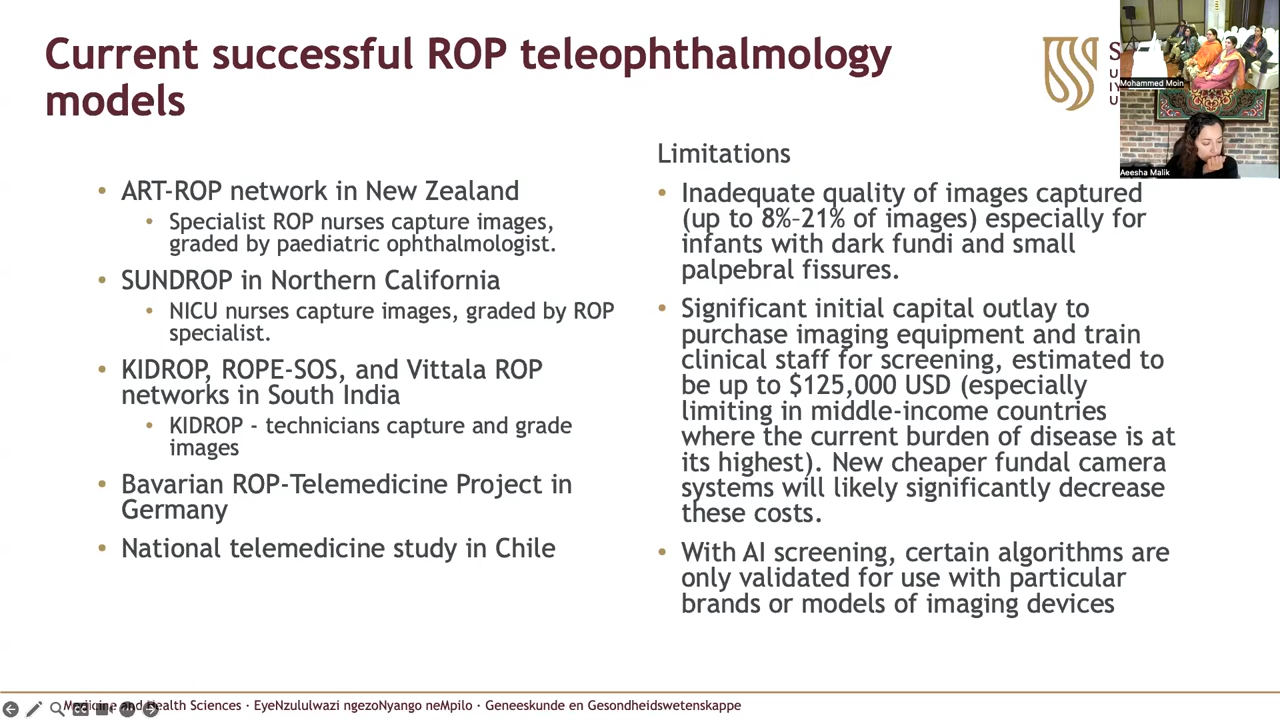 Current successful ROP teleophthalmology
models
• ART-ROP network in New Zealand
• Specialist ROP nurses capture images,
graded by paediatric ophthalmologist.
• SUNDROP in Northern California
• NICU nurses capture images, graded by ROP
specialist.
• KIDROP, ROPE-SOS, and Vittala ROP
networks in South India
• KIDROP - technicians capture and grade
images
• Bavarian ROP-Telemedicine Project in
Germany
• National telemedicine study in Chile
Limitations
• Inadequate quality of images captured
(up to 8%–21% of images) especially for
infants with dark fundi and small
palpebral fissures.
• Significant initial capital outlay to
purchase imaging equipment and train
clinical staff for screening, estimated to
be up to $125,000 USD (especially
limiting in middle-income countries
where the current burden of disease is at
its highest). New cheaper fundal camera
systems will likely significantly decrease
these costs.
• With AI screening, certain algorithms are
only validated for use with particular
brands or models of imaging devices
Mohammed Moin
Aeesha Malik
Medicine and Health Sciences · EyeNzululwazi ngezoNyango neMpilo · Geneeskunde en Gesondheidswetenskappe